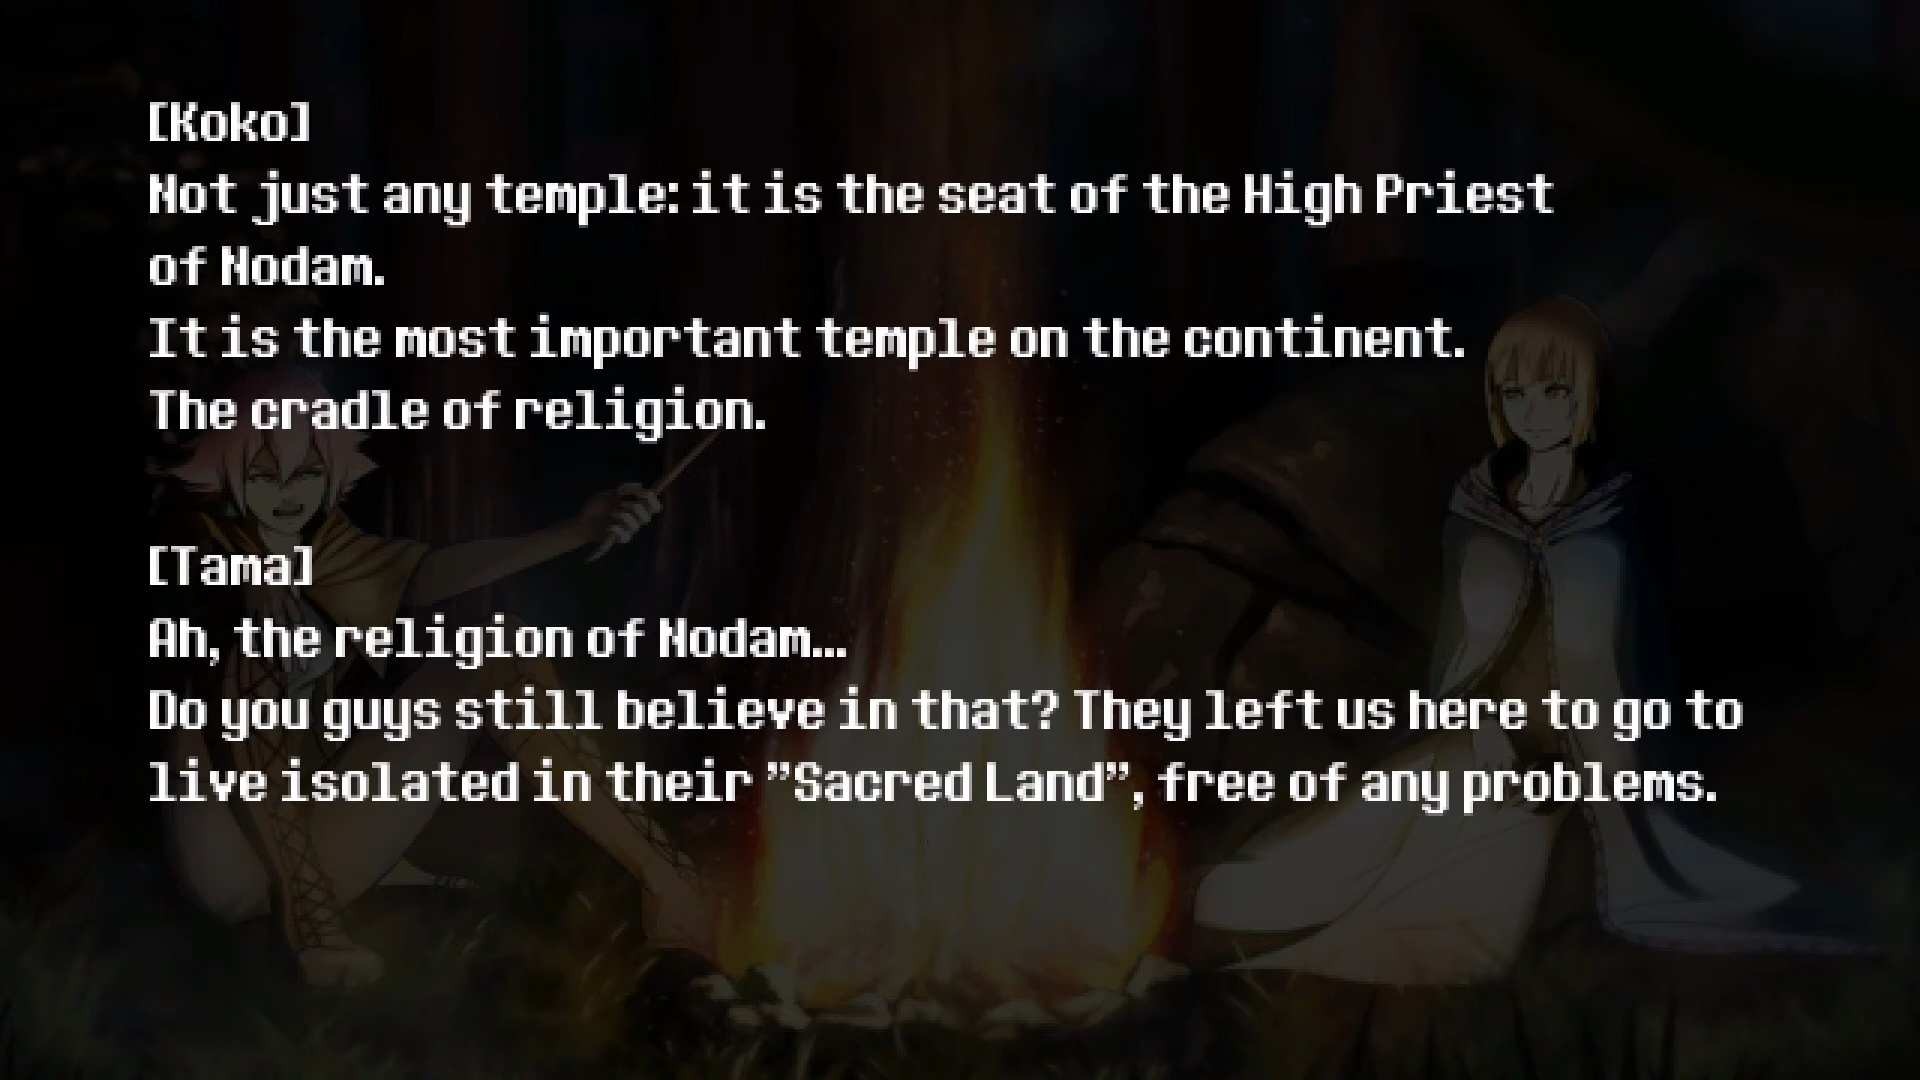 [Koko]
Not just any temple: it is the seat of the High Priest
of Nodam.
It is the most important temple on the continent.
The cradle of religion.
[Tama]
Ah, the religion of Nodam...
Do you guys still believe in that? They left us here to go to
live isolated in their ”Sacred Land”, free of any problems.